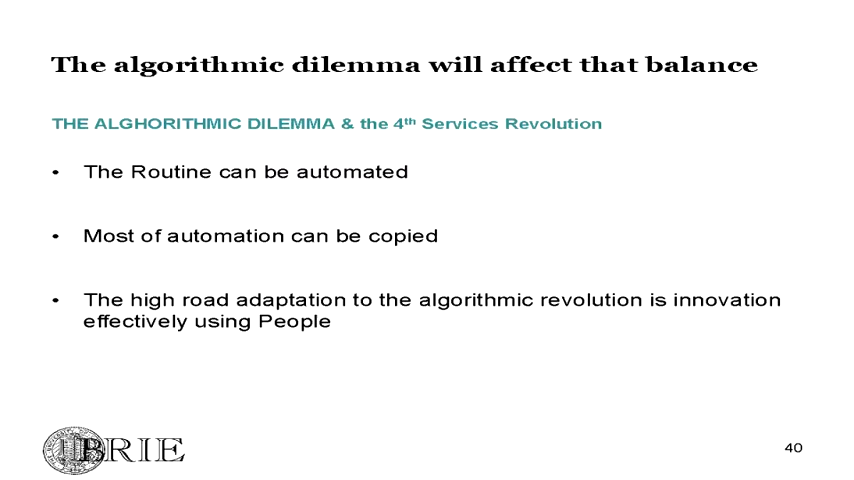 The algorithmic dilemma will affect that balance
THE ALGHORITHMIC DILEMMA & the 4th Services Revolution
• The Routine can be automated
• Most of automation can be copied
• The high road adaptation to the algorithmic revolution is innovation
effectively using People
BRIE
40